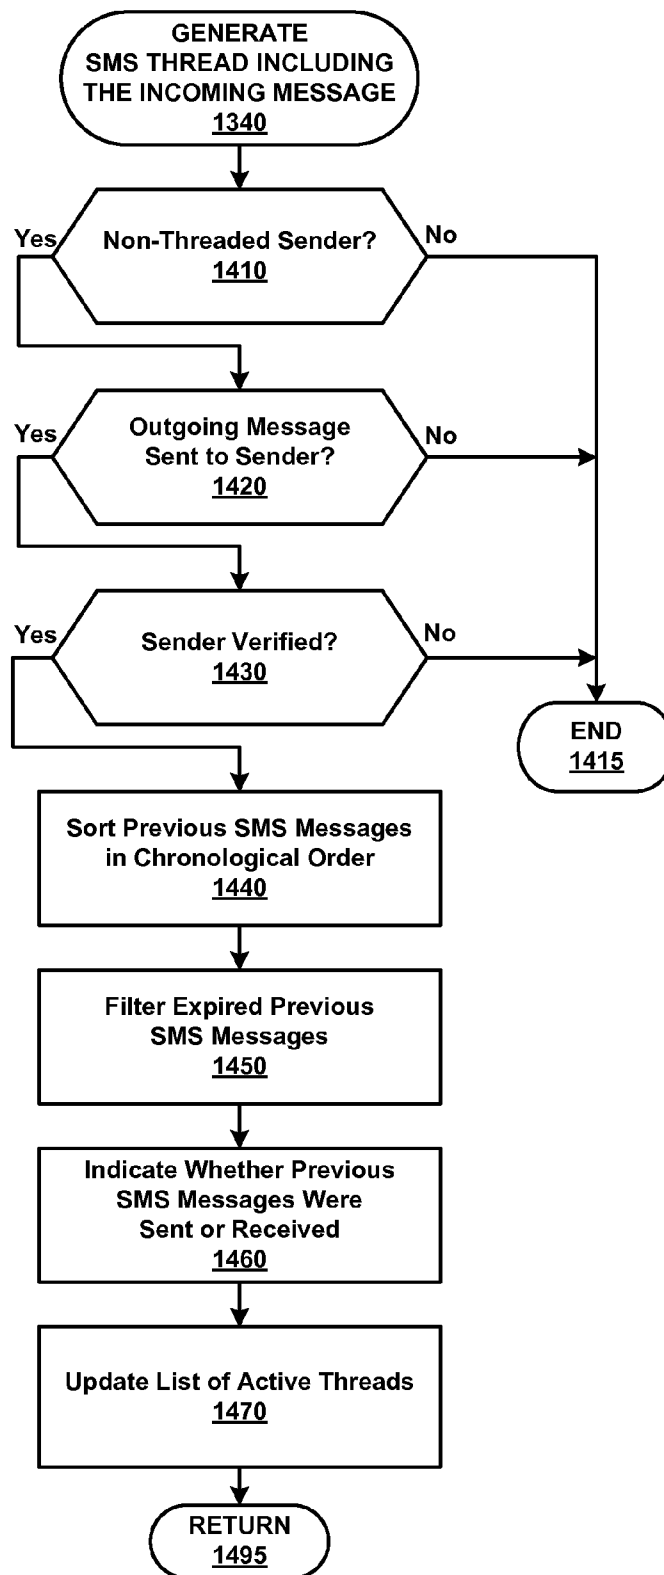 GENERATE
SMS THREAD INCLUDING
THE INCOMING MESSAGE
1340
Non-Threaded Sender?
1410
Yes
No
Outgoing Message
Sent to Sender?
1420
Yes
No
Sender Verified?
1430
Yes
No
END
1415
Sort Previous SMS Messages
in Chronological Order
1440
Filter Expired Previous
SMS Messages
1450
Indicate Whether Previous
SMS Messages Were
Sent or Received
1460
Update List of Active Threads
1470
RETURN
1495